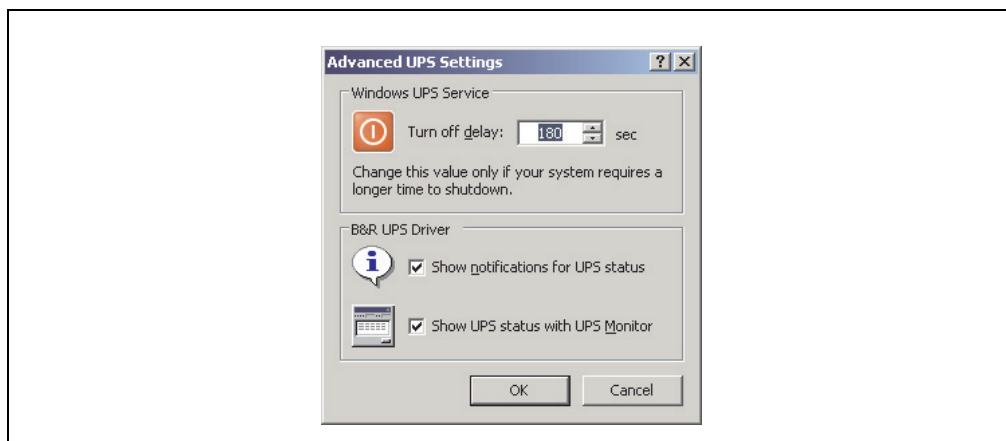 Advanced UPS Settings
Windows UPS Service
Turn off delay: 180 sec
Change this value only if your system requires a
longer time to shutdown.
B&R UPS Driver
Show notifications for UPS status
Show UPS status with UPS Monitor
OK Cancel